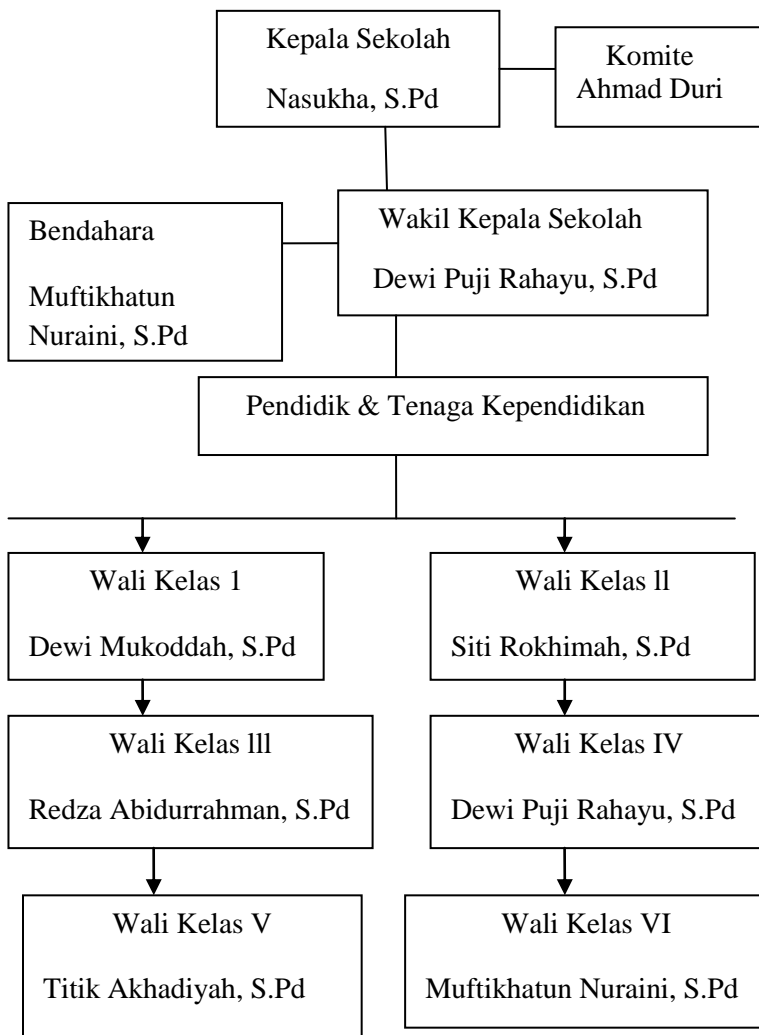 Kepala Sekolah
Nasukha, S.Pd
Komite
Ahmad Duri
Bendahara
Muftikhatun
Nuraini, S.Pd
Wakil Kepala Sekolah
Dewi Puji Rahayu, S.Pd
Pendidik & Tenaga Kependidikan
Wali Kelas 1
Dewi Mukoddah, S.Pd
Wali Kelas ll
Siti Rokhimah, S.Pd
Wali Kelas lll
Redza Abidurrahman, S.Pd
Wali Kelas IV
Dewi Puji Rahayu, S.Pd
Wali Kelas V
Titik Akhadiyah, S.Pd
Wali Kelas VI
Muftikhatun Nuraini, S.Pd